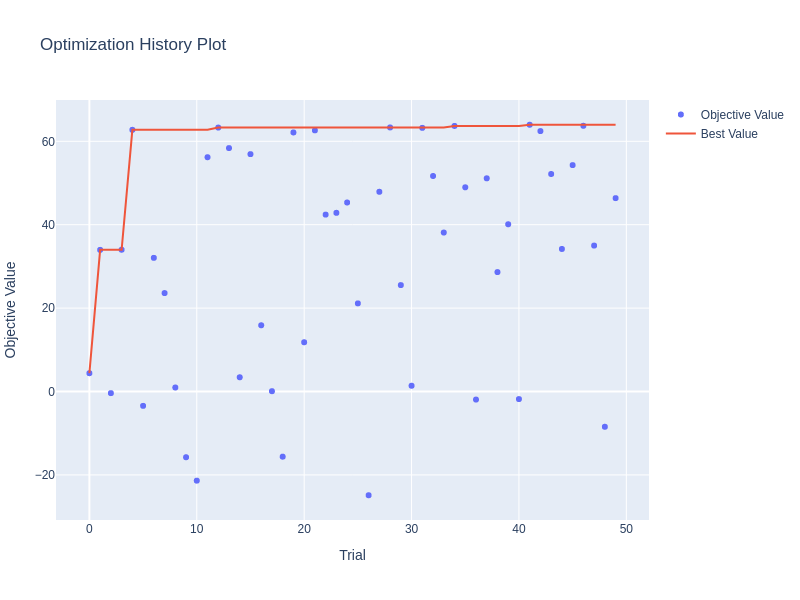 Optimization History Plot
Objective Value
Best Value
60
40
20
0
−20
Objective Value
0
10
20
30
40
50
Trial